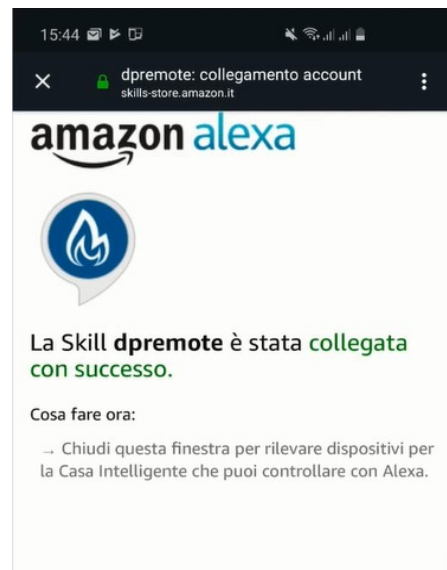 15:44
dpremote: collegamento account
skills-store.amazon.it
amazon alexa
La Skill dpremote è stata collegata
con successo.
Cosa fare ora:
→ Chiudi questa finestra per rilevare dispositivi per
la Casa Intelligente che puoi controllare con Alexa.